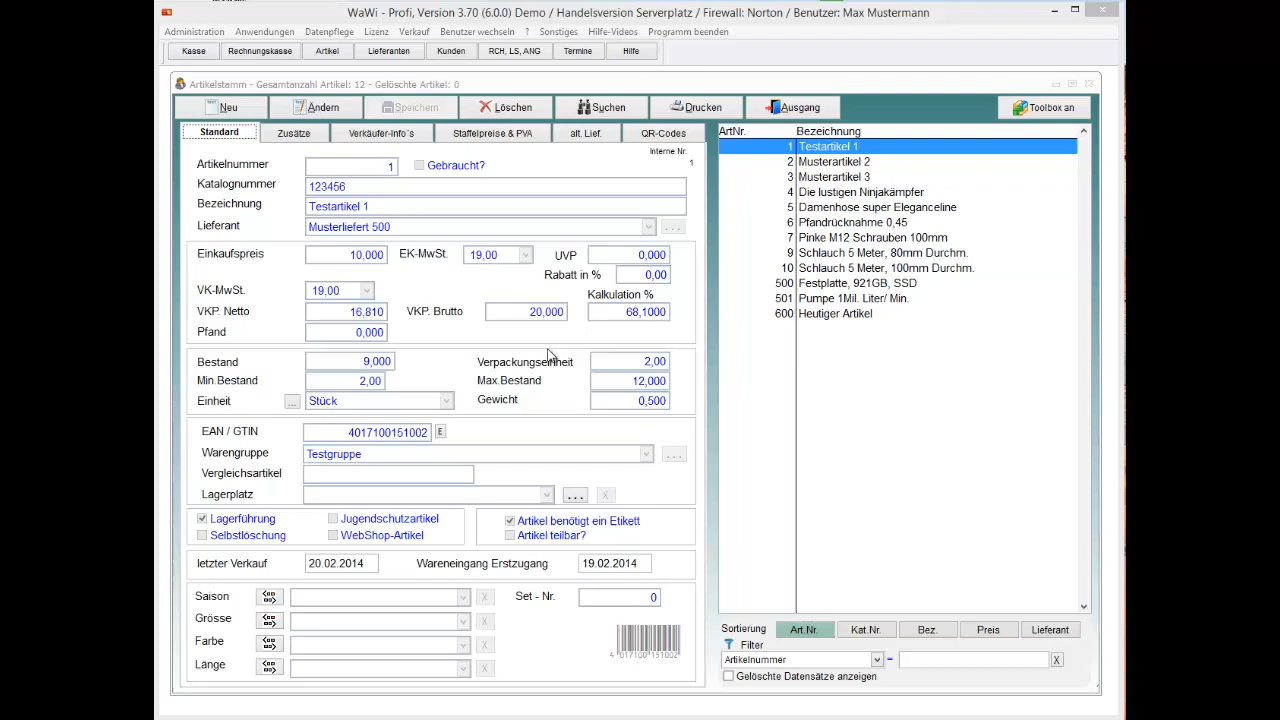 WaWi - Profi, Version 3.70 (6.0.0) Demo / Handelsversion Serverplatz / Firewall: Norton / Benutzer: Max Mustermann
Administration Anwendungen Datenpflege Lizenz Verkauf Benutzer wechseln ? Sonstiges Hilfe-Videos Programm beenden
Kasse Rechnungskasse Artikel Lieferanten Kunden RCH, LS, ANG Termine Hilfe
Artikelstamm - Gesamtanzahl Artikel: 12 - Gelöschte Artikel: 0
Neu Ändern Speichern Löschen Suchen Drucken Ausgang Toolbox an
Standard Zusätze Verkäufer-Info´s Staffelpreise & PVA alt. Lief. QR-Codes
Interne Nr.
1
Artikelnummer 1 Gebraucht?
Katalognummer 123456
Bezeichnung Testartikel 1
Lieferant Musterliefert 500 ...
Einkaufspreis 10,000 EK-MwSt. 19,00 UVP 0,000
Rabatt in % 0,00
VK-MwSt. 19,00 Kalkulation %
VKP. Netto 16,810 VKP. Brutto 20,000 68,1000
Pfand 0,000
Bestand 9,000 Verpackungseinheit 2,00
Min.Bestand 2,00 Max.Bestand 12,000
Einheit ... Stück Gewicht 0,500
EAN / GTIN 4017100151002 E
Warengruppe Testgruppe ...
Vergleichsartikel
Lagerplatz ... X
Lagerführung Jugendschutzartikel Artikel benötigt ein Etikett
Selbstlöschung WebShop-Artikel Artikel teilbar?
letzter Verkauf 20.02.2014 Wareneingang Erstzugang 19.02.2014
Saison X Set - Nr. 0
Grösse X
Farbe X
4 017100 151002
Länge X
ArtNr. Bezeichnung
1 Testartikel 1
2 Musterartikel 2
3 Musterartikel 3
4 Die lustigen Ninjakämpfer
5 Damenhose super Eleganceline
6 Pfandrücknahme 0,45
7 Pinke M12 Schrauben 100mm
9 Schlauch 5 Meter, 80mm Durchm.
10 Schlauch 5 Meter, 100mm Durchm.
500 Festplatte, 921GB, SSD
501 Pumpe 1Mil. Liter/ Min.
600 Heutiger Artikel
Sortierung Art.Nr. Kat.Nr. Bez. Preis Lieferant
Filter
Artikelnummer = X
Gelöschte Datensätze anzeigen